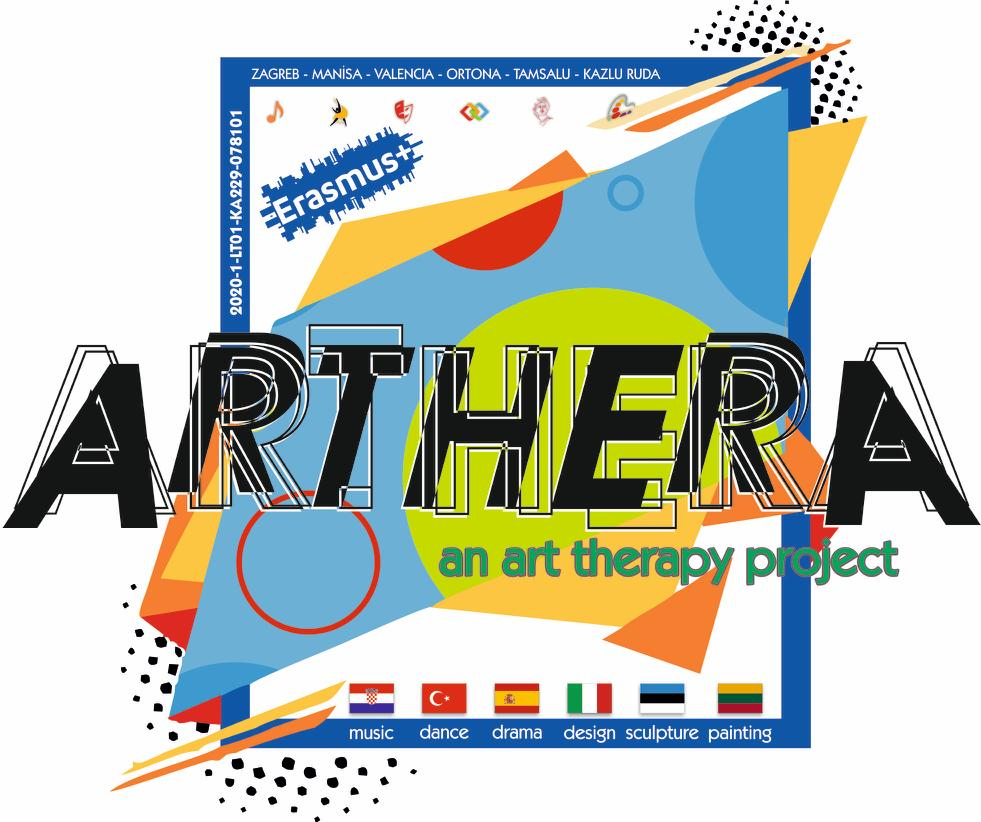 ZAGREB - MANİSA - VALENCIA - ORTONA - TAMSALU - KAZLU RUDA
2020-1-LT01-KA229-078101
Erasmus+
ARTHERA
an art therapy project
music dance drama design sculpture painting